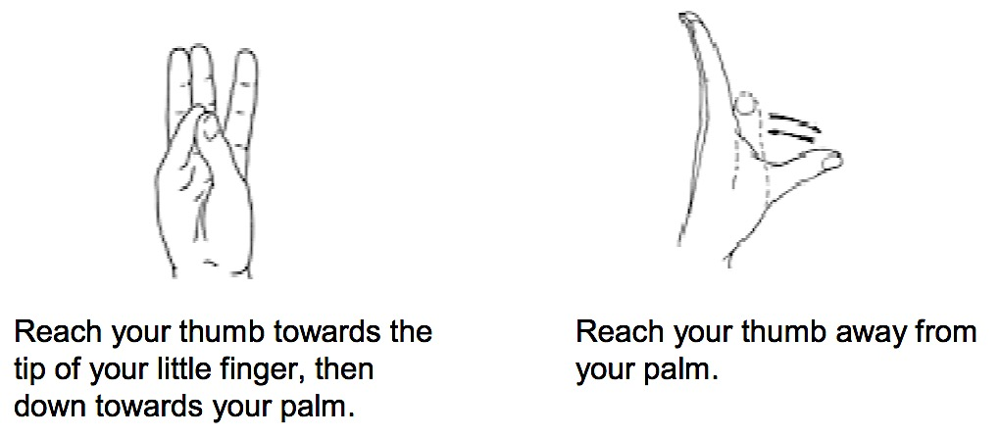 Reach your thumb towards the
tip of your little finger, then
down towards your palm.
Reach your thumb away from
your palm.